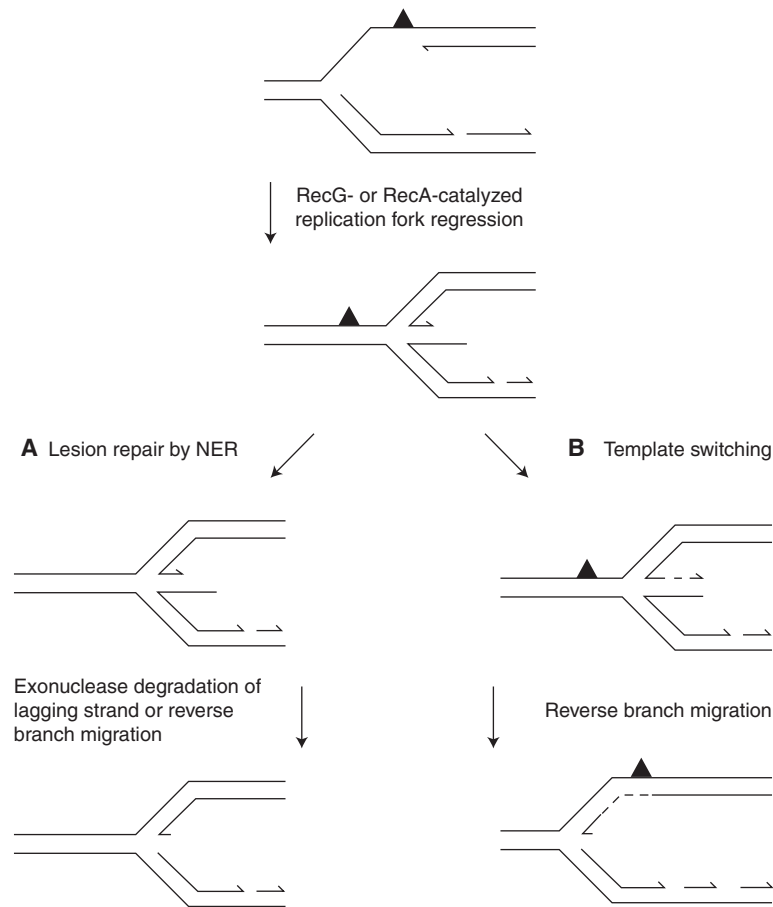 RecG- or RecA-catalyzed
replication fork regression
A Lesion repair by NER
B Template switching
Exonuclease degradation of
lagging strand or reverse
branch migration
Reverse branch migration